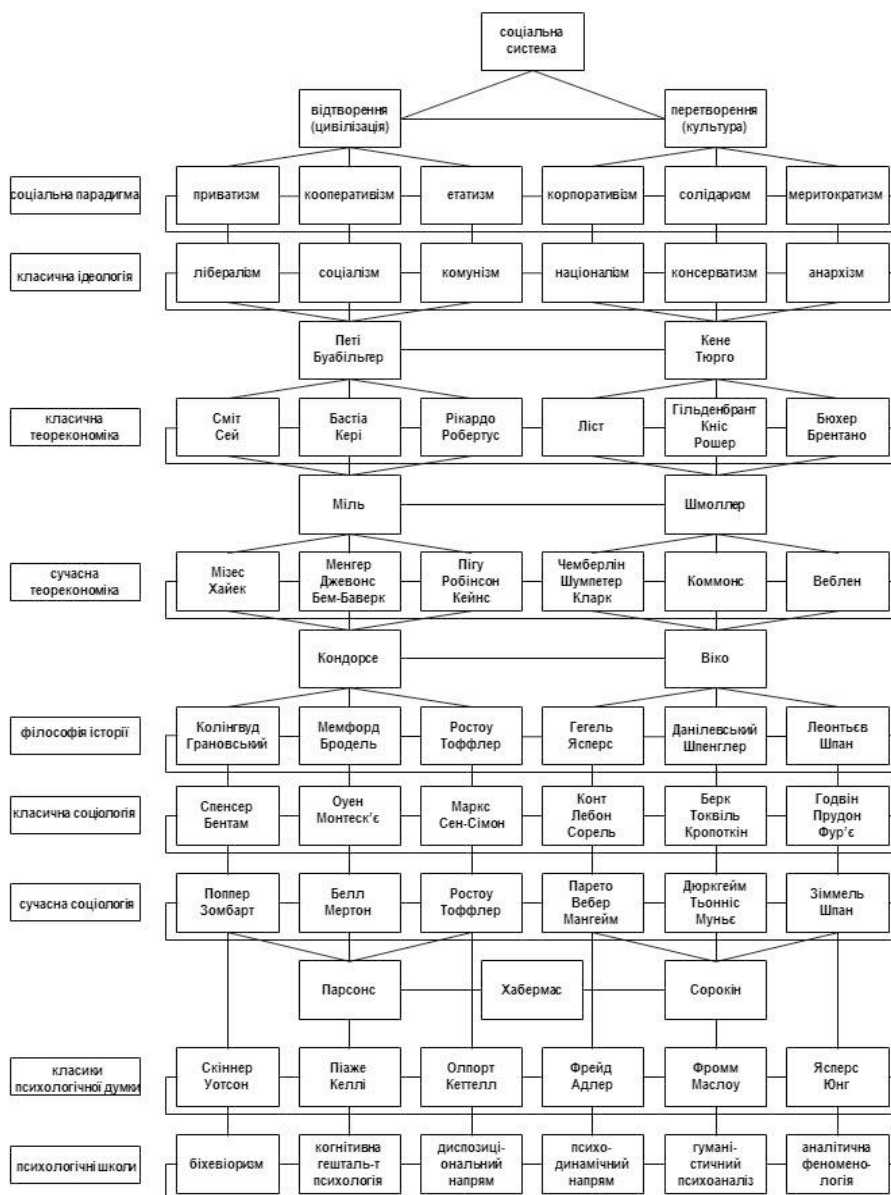 соціальна
система
відтворення
(цивілізація)
перетворення
(культура)
соціальна парадигма
приватизм
кооперативізм
етатизм
корпоративізм
солідаризм
меритократизм
класична ідеологія
лібералізм
соціалізм
комунізм
націоналізм
консерватизм
анархізм
Петі
Буабільгер
Кене
Тюрго
класична
теорекономіка
Сміт
Сей
Бастіа
Кері
Рікардо
Робертус
Ліст
Гільденбрант
Кніс
Рошер
Бюхер
Брентано
Міль
Шмоллер
сучасна
теорекономіка
Мізес
Хайек
Менгер
Джевонс
Бем-Баверк
Пігу
Робінсон
Кейнс
Чемберлін
Шумпетер
Кларк
Коммонс
Веблен
Кондорсе
Віко
філософія історії
Колінгвуд
Грановський
Мемфорд
Бродель
Ростоу
Тоффлер
Гегель
Ясперс
Данілевський
Шпенглер
Леонтьєв
Шпан
класична соціологія
Спенсер
Бентам
Оуен
Монтеск'є
Маркс
Сен-Сімон
Конт
Лебон
Сорель
Берк
Токвіль
Кропоткін
Годвін
Прудон
Фур'є
сучасна соціологія
Поппер
Зомбарт
Белл
Мертон
Ростоу
Тоффлер
Парето
Вебер
Мангейм
Дюркгейм
Тьонніс
Муньє
Зіммель
Шпан
Парсонс
Хабермас
Сорокін
класики
психологічної думки
Скіннер
Уотсон
Піаже
Келлі
Олпорт
Кеттелл
Фрейд
Адлер
Фромм
Маслоу
Ясперс
Юнг
психологічні школи
біхевіоризм
когнітивна
гешталь-т
психологія
диспозиці-
ональний
напрям
психо-
динамічний
напрям
гумані-
стичний
психоаналіз
аналітична
феномено-
логія